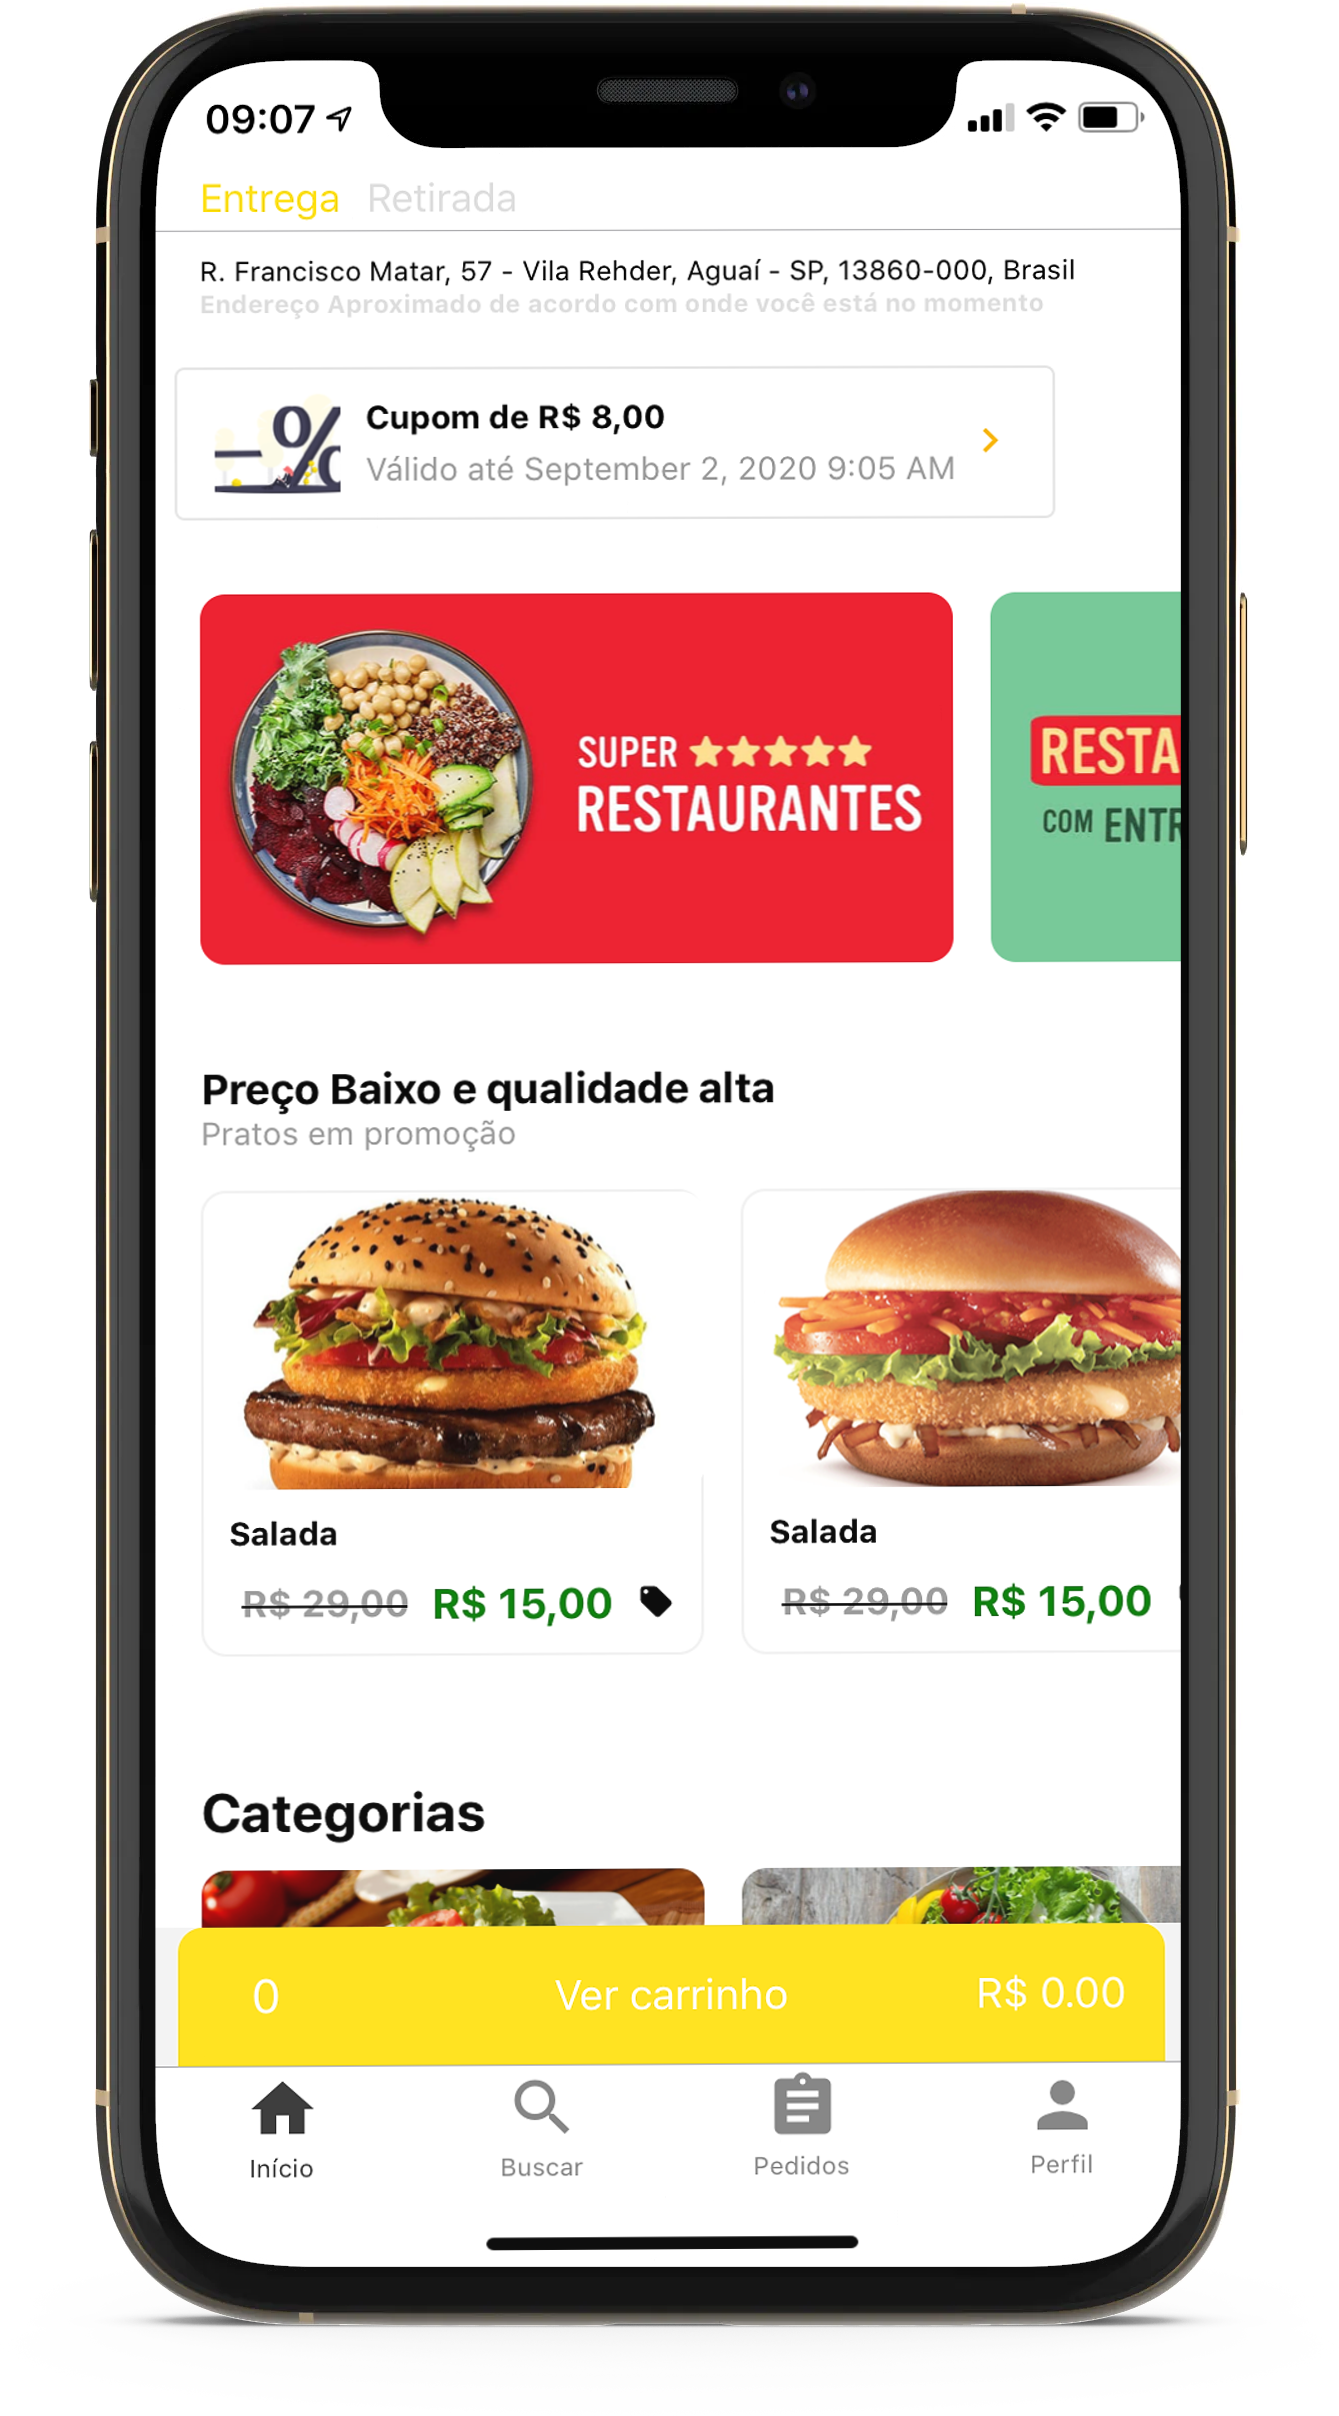 09:07
Entrega Retirada
R. Francisco Matar, 57 - Vila Rehder, Aguaí - SP, 13860-000, Brasil
Endereço Aproximado de acordo com onde você está no momento
Cupom de R$ 8,00
Válido até September 2, 2020 9:05 AM
SUPER
RESTAURANTES
RESTA
COM ENTR
Preço Baixo e qualidade alta
Pratos em promoção
Salada
R$ 29,00 R$ 15,00
Salada
R$ 29,00 R$ 15,00
Categorias
0 Ver carrinho R$ 0.00
Início Buscar Pedidos Perfil